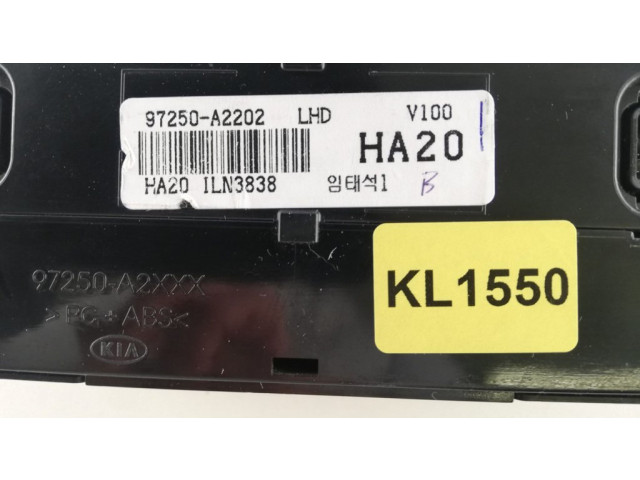 97250-A2202 LHD V100
HA20
HA20 ILN3838 임태석1 B
KL1550
97250-A2XXX
>PC+ABS<
KIA